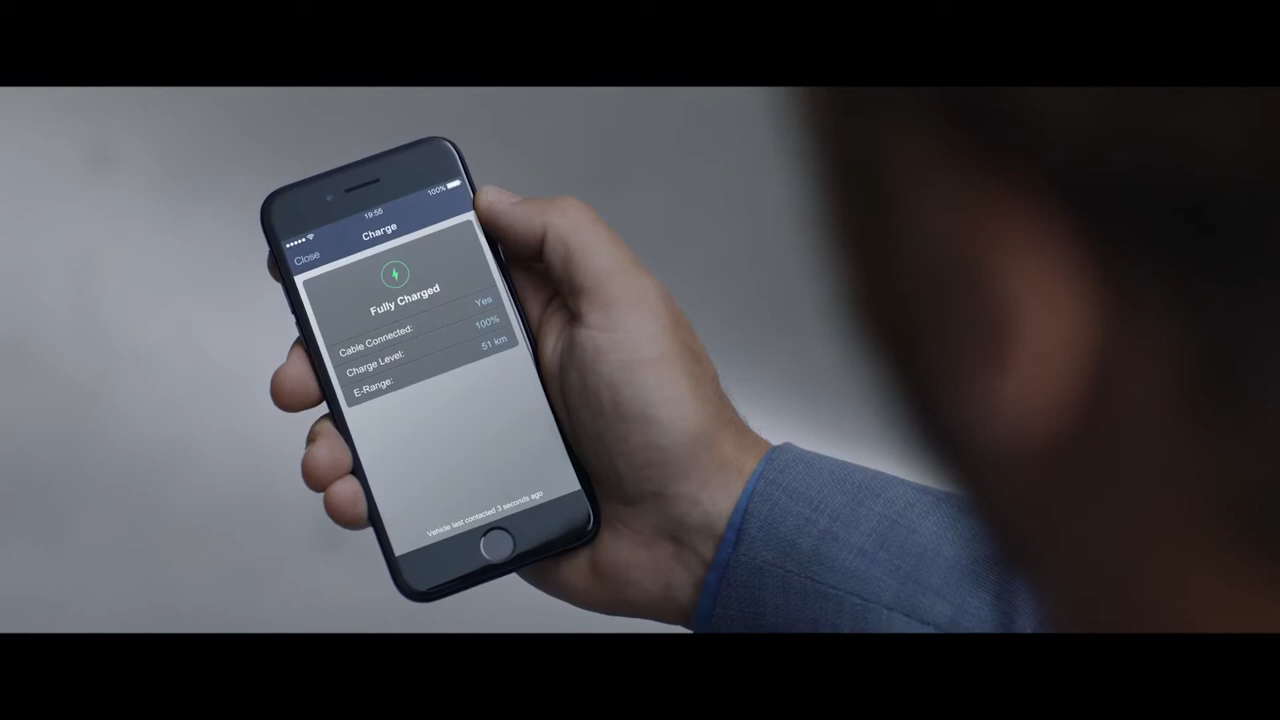 100%
19:55
Charge
Close
Fully Charged
Cable Connected: Yes
Charge Level: 100%
E-Range: 51 km
Vehicle last contacted 3 seconds ago